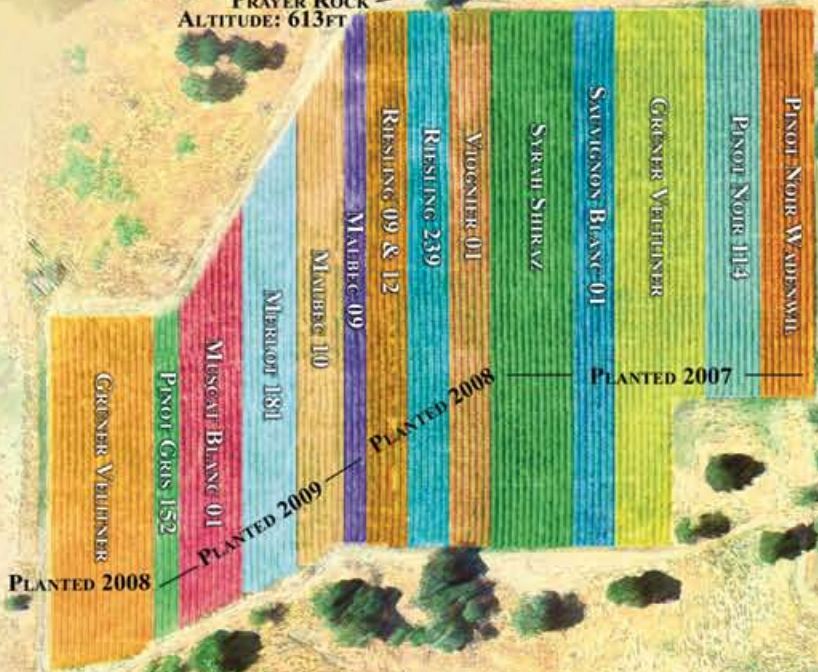 PRAYER ROCK
ALTITUDE: 613FT
GRUNER VELTLINER
PINOT GRIS 152
MUSCAT BLANC 01
MERLOT 181
MALBEC 10
MALBEC 09
RIESLING 09 & 12
RIESLING 239
VIOGNIER 01
SYRAH SHIRAZ
SAUVIGNON BLANC 01
GRUNER VELTLINER
PINOT NOIR 114
PINOT NOIR WADENSWIL
PLANTED 2008
PLANTED 2009
PLANTED 2008
PLANTED 2007